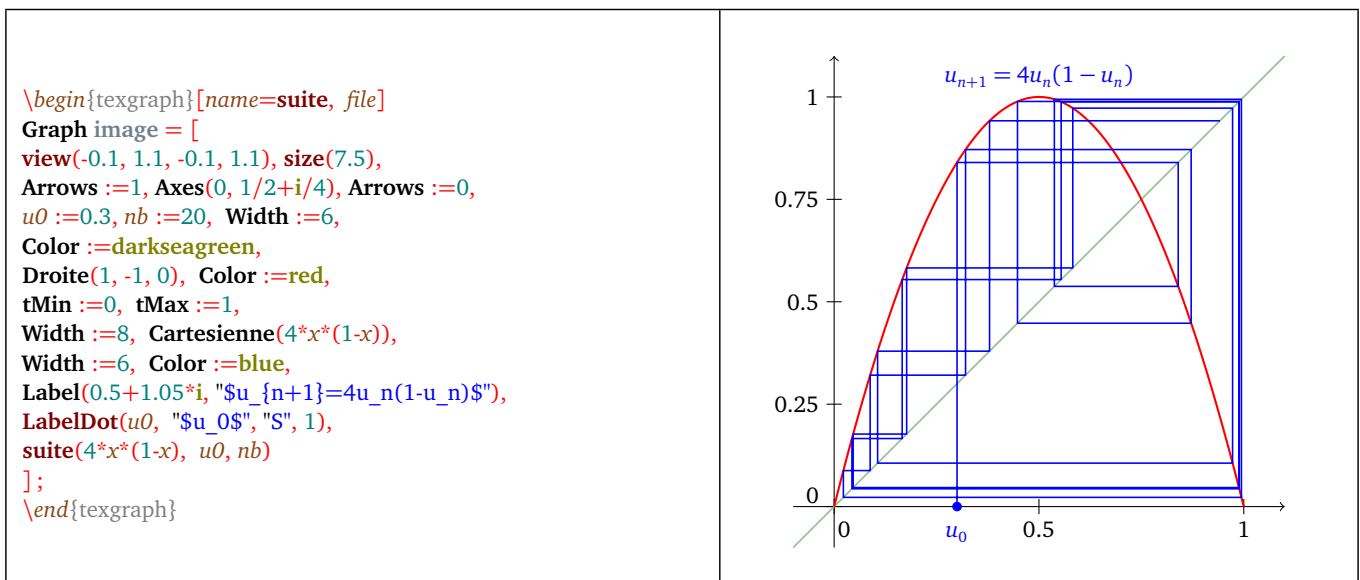 \begin{texgraph}[name=suite, file]
Graph image = [
view(-0.1, 1.1, -0.1, 1.1), size(7.5),
Arrows :=1, Axes(0, 1/2+i/4), Arrows :=0,
u0 :=0.3, nb :=20, Width :=6,
Color :=darkseagreen,
Droite(1, -1, 0), Color :=red,
tMin :=0, tMax :=1,
Width :=8, Cartesienne(4*x*(1-x)),
Width :=6, Color :=blue,
Label(0.5+1.05*i, "$u_{n+1}=4u_n(1-u_n)$"),
LabelDot(u0, "$u_0$", "S", 1),
suite(4*x*(1-x), u0, nb)
];
\end{texgraph}
u_{n+1} = 4u_n(1 − u_n)
1
0.75
0.5
0.25
0
0 u_0 0.5 1